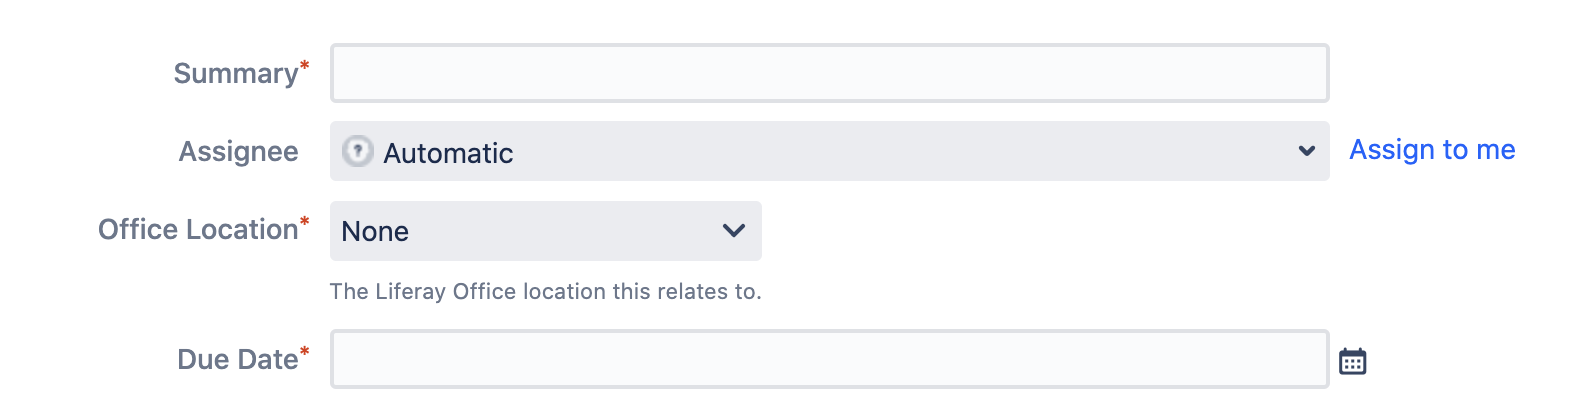 Summary*
Assignee Automatic Assign to me
Office Location* None
The Liferay Office location this relates to.
Due Date*